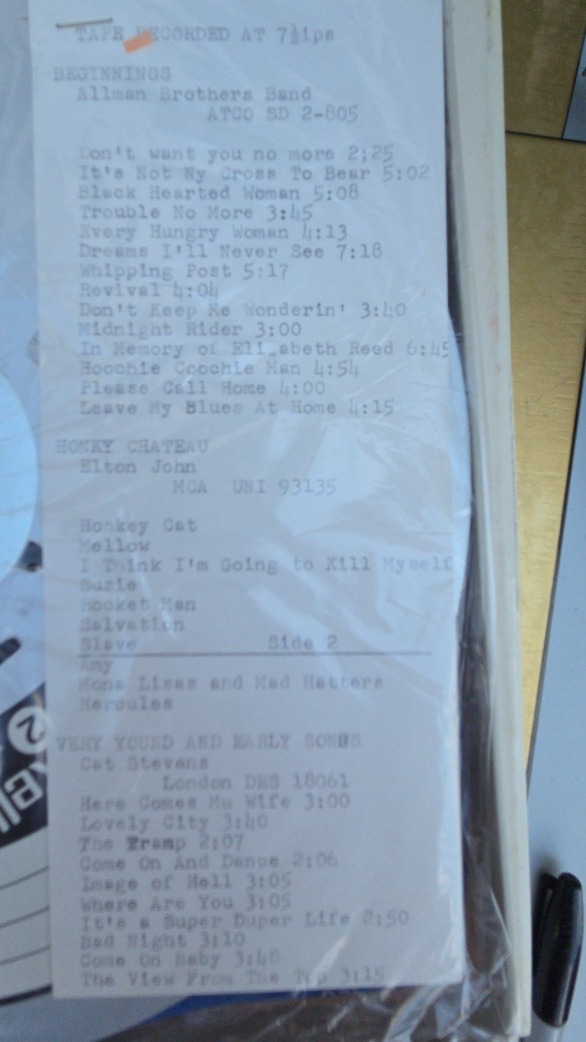 TAPE RECORDED AT 7½ips
BEGINNINGS
Allman Brothers Band
ATCO SD 2-805
Don't want you no more 2;25
It's Not Ny Cross To Bear 5:02
Black Hearted Woman 5:08
Trouble No More 3:45
Every Hungry Woman 4:13
Dreams I'll Never See 7:18
Whipping Post 5:17
Revival 4:04
Don't Keep Me Wonderin' 3:40
Midnight Rider 3:00
In Memory of Elizabeth Reed 6:45
Hoochie Coochie Man 4:54
Please Call Home 4:00
Leave My Blues At Home 4:15
HONKY CHATEAU
Elton John
MCA UNI 93135
Honkey Cat
Mellow
I Think I'm Going to Kill Myself
Susie
Rocket Man
Salvation
Slave Side 2
Amy
Mona Lisas and Mad Hatters
Hercules
VERY YOUND AND EARLY SONGS
Cat Stevens
London DES 18061
Here Comes Mu Wife 3:00
Lovely City 3:40
The Tramp 2:07
Come On And Dance 2:06
Image of Hell 3:05
Where Are You 3:05
It's a Super Duper Life 2:50
Bad Night 3:10
Come On Baby 3:48
The View From The Top 3:15
2